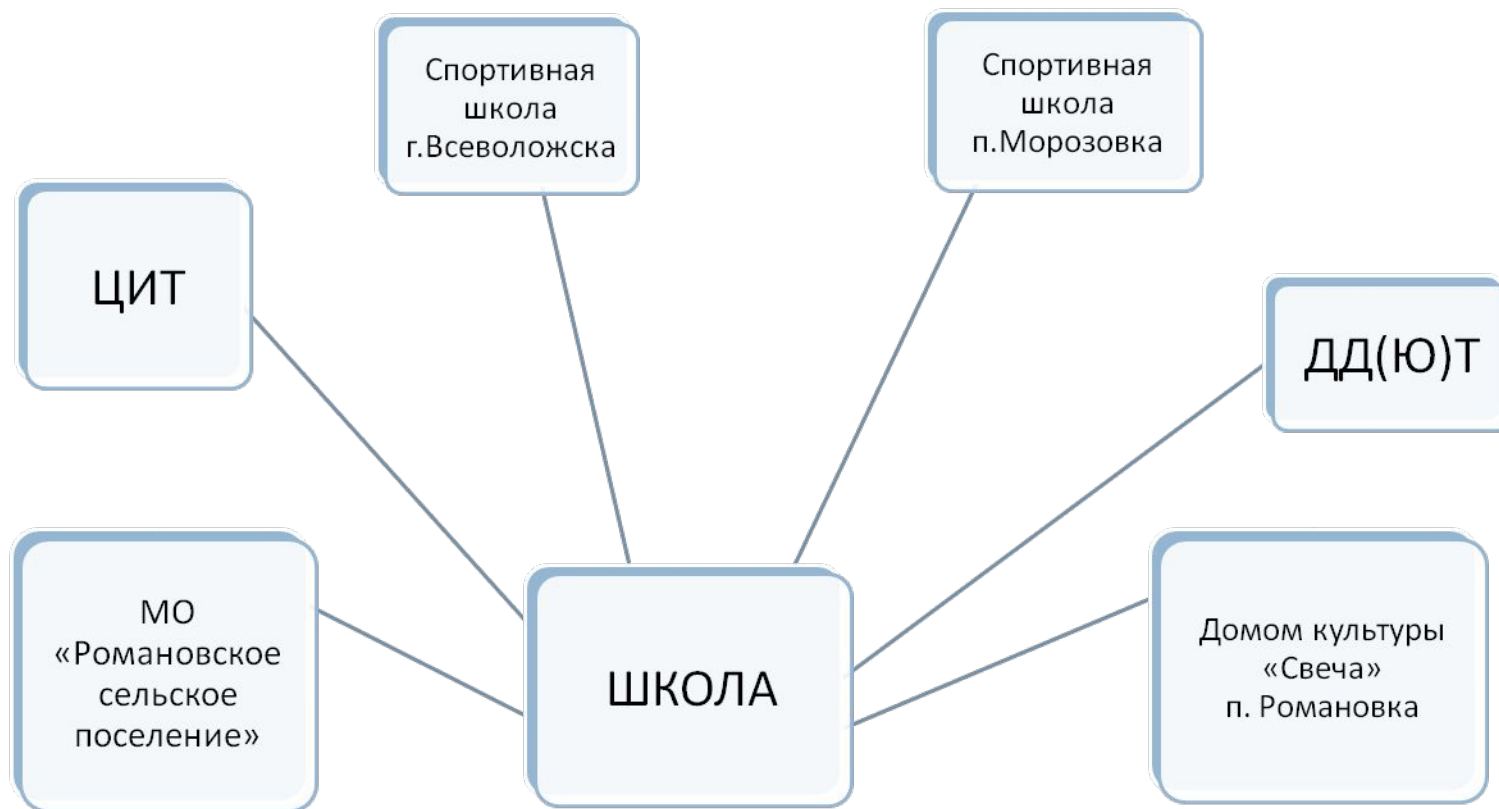 Спортивная
школа
г.Всеволожска
Спортивная
школа
п.Морозовка
ЦИТ
ДД(Ю)Т
МО
«Романовское
сельское
поселение»
ШКОЛА
Домом культуры
«Свеча»
п. Романовка